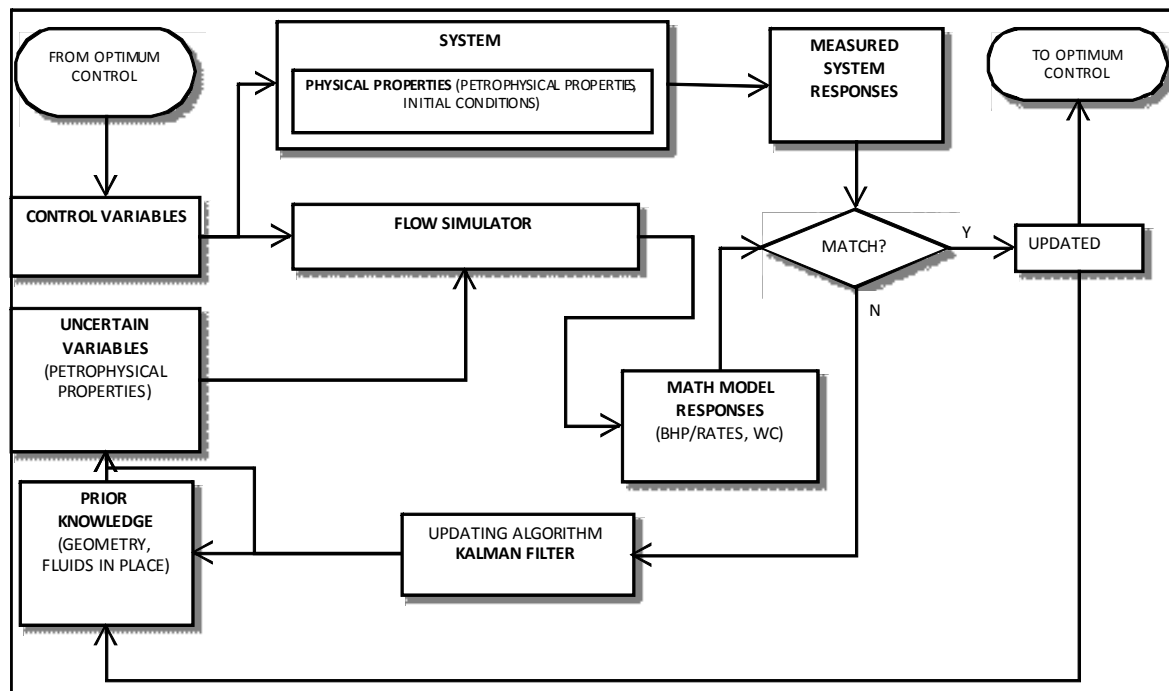 FROM OPTIMUM
CONTROL
SYSTEM
PHYSICAL PROPERTIES (PETROPHYSICAL PROPERTIES,
INITIAL CONDITIONS)
MEASURED
SYSTEM
RESPONSES
TO OPTIMUM
CONTROL
CONTROL VARIABLES
FLOW SIMULATOR
MATCH?
Y
UPDATED
N
UNCERTAIN
VARIABLES
(PETROPHYSICAL
PROPERTIES)
MATH MODEL
RESPONSES
(BHP/RATES, WC)
PRIOR
KNOWLEDGE
(GEOMETRY,
FLUIDS IN PLACE)
UPDATING ALGORITHM
KALMAN FILTER